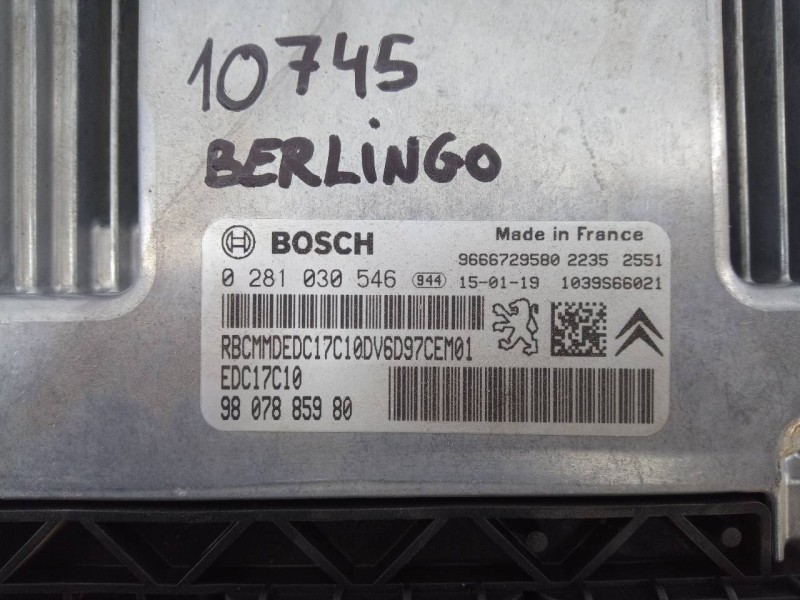 10745
BERLINGO
BOSCH
Made in France
9666729580 2235 2551
0 281 030 546 944 15-01-19 1039S66021
RBCMMDEDC17C10DV6D97CEM01
EDC17C10
98 078 859 80